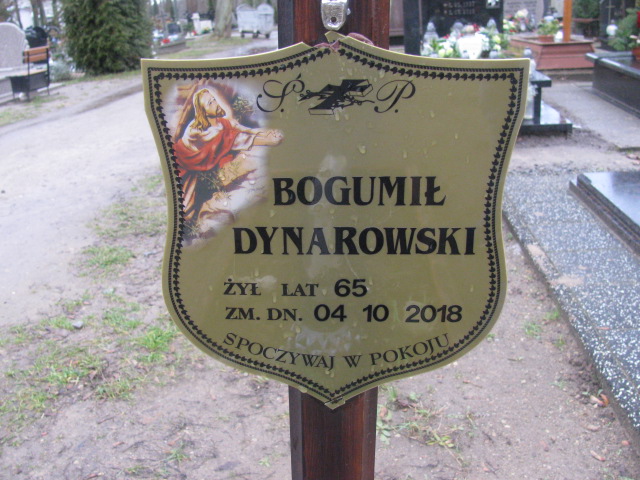 Ś. P.
BOGUMIŁ
DYNAROWSKI
ŻYŁ LAT 65
ZM. DN. 04 10 2018
SPOCZYWAJ W POKOJU